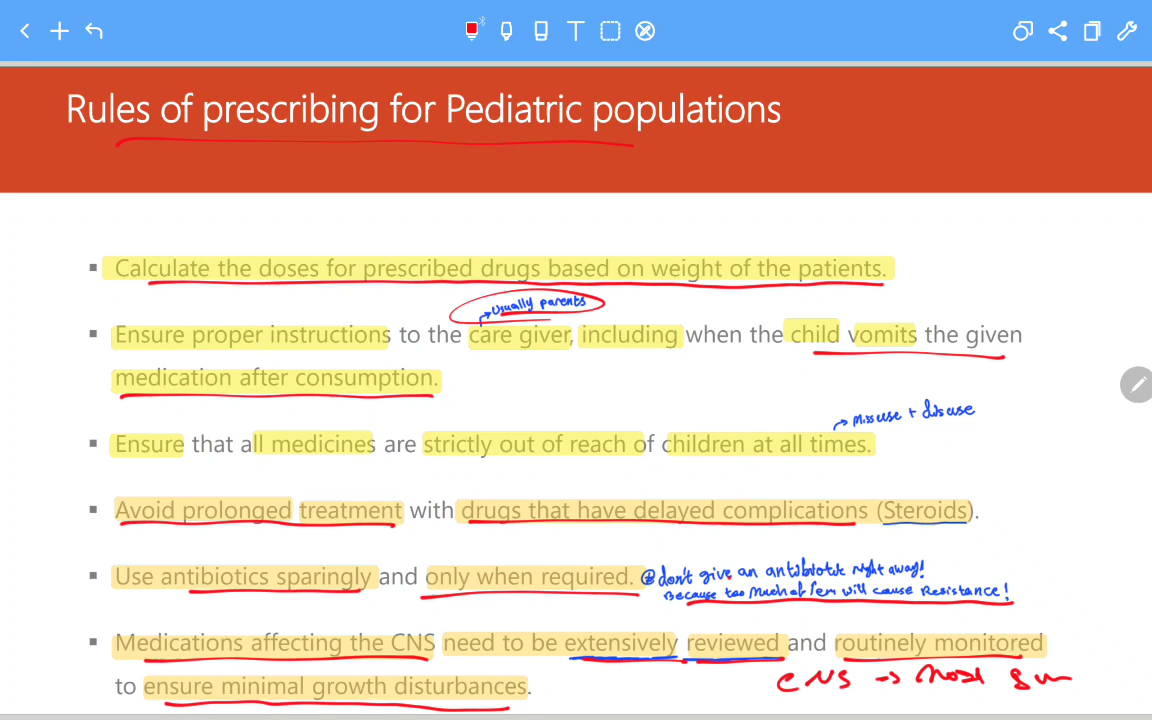 Rules of prescribing for Pediatric populations
▪ Calculate the doses for prescribed drugs based on weight of the patients.
usually parents
▪ Ensure proper instructions to the care giver, including when the child vomits the given
medication after consumption.
disuse
▪ Ensure that all medicines are strictly out of reach of children at all times.
▪ Avoid prolonged treatment with drugs that have delayed complications (Steroids).
▪ Use antibiotics sparingly and only when required.
don't give an antibiotic right away!
Because too Much of will cause Resistance!
▪ Medications affecting the CNS need to be extensively reviewed and routinely monitored
to ensure minimal growth disturbances.
CNS → Most